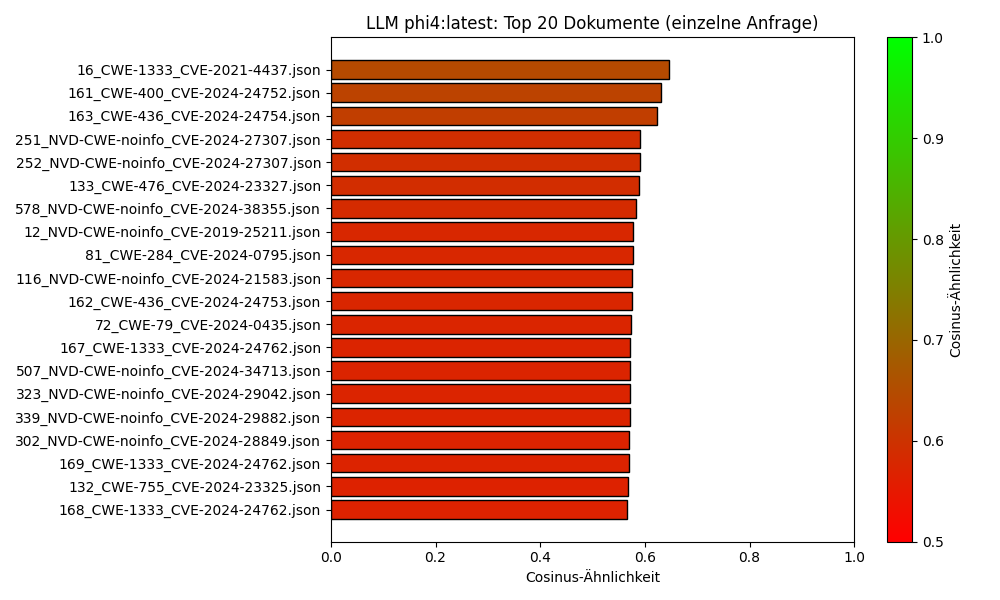 LLM phi4:latest: Top 20 Dokumente (einzelne Anfrage)
16_CWE-1333_CVE-2021-4437.json
161_CWE-400_CVE-2024-24752.json
163_CWE-436_CVE-2024-24754.json
251_NVD-CWE-noinfo_CVE-2024-27307.json
252_NVD-CWE-noinfo_CVE-2024-27307.json
133_CWE-476_CVE-2024-23327.json
578_NVD-CWE-noinfo_CVE-2024-38355.json
12_NVD-CWE-noinfo_CVE-2019-25211.json
81_CWE-284_CVE-2024-0795.json
116_NVD-CWE-noinfo_CVE-2024-21583.json
162_CWE-436_CVE-2024-24753.json
72_CWE-79_CVE-2024-0435.json
167_CWE-1333_CVE-2024-24762.json
507_NVD-CWE-noinfo_CVE-2024-34713.json
323_NVD-CWE-noinfo_CVE-2024-29042.json
339_NVD-CWE-noinfo_CVE-2024-29882.json
302_NVD-CWE-noinfo_CVE-2024-28849.json
169_CWE-1333_CVE-2024-24762.json
132_CWE-755_CVE-2024-23325.json
168_CWE-1333_CVE-2024-24762.json
0.0 0.2 0.4 0.6 0.8 1.0
Cosinus-Ähnlichkeit
1.0
0.9
0.8
0.7
0.6
0.5
Cosinus-Ähnlichkeit